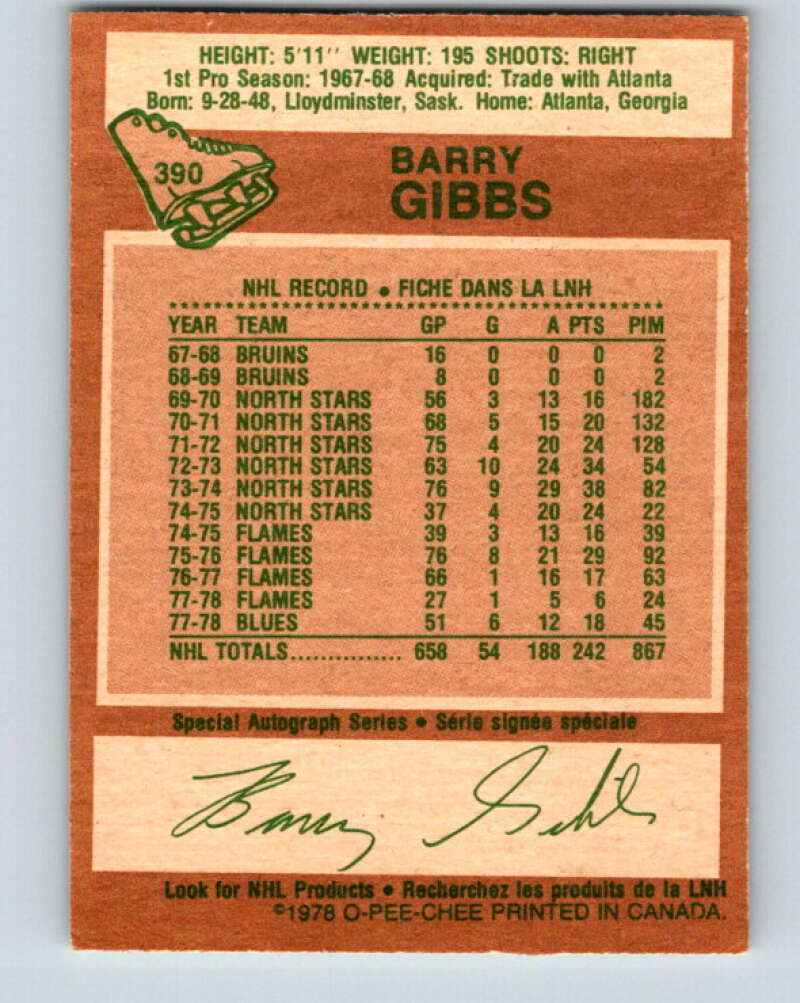 HEIGHT: 5'11'' WEIGHT: 195 SHOOTS: RIGHT
1st Pro Season: 1967-68 Acquired: Trade with Atlanta
Born: 9-28-48, Lloydminster, Sask. Home: Atlanta, Georgia
390
BARRY
GIBBS
NHL RECORD • FICHE DANS LA LNH
YEAR TEAM GP G A PTS PIM
67-68 BRUINS 16 0 0 0 2
68-69 BRUINS 8 0 0 0 2
69-70 NORTH STARS 56 3 13 16 182
70-71 NORTH STARS 68 5 15 20 132
71-72 NORTH STARS 75 4 20 24 128
72-73 NORTH STARS 63 10 24 34 54
73-74 NORTH STARS 76 9 29 38 82
74-75 NORTH STARS 37 4 20 24 22
74-75 FLAMES 39 3 13 16 39
75-76 FLAMES 76 8 21 29 92
76-77 FLAMES 66 1 16 17 63
77-78 FLAMES 27 1 5 6 24
77-78 BLUES 51 6 12 18 45
NHL TOTALS............... 658 54 188 242 867
Special Autograph Series • Série signée spéciale
Barry Gibbs
Look for NHL Products • Recherchez les produits de la LNH
©1978 O-PEE-CHEE PRINTED IN CANADA.